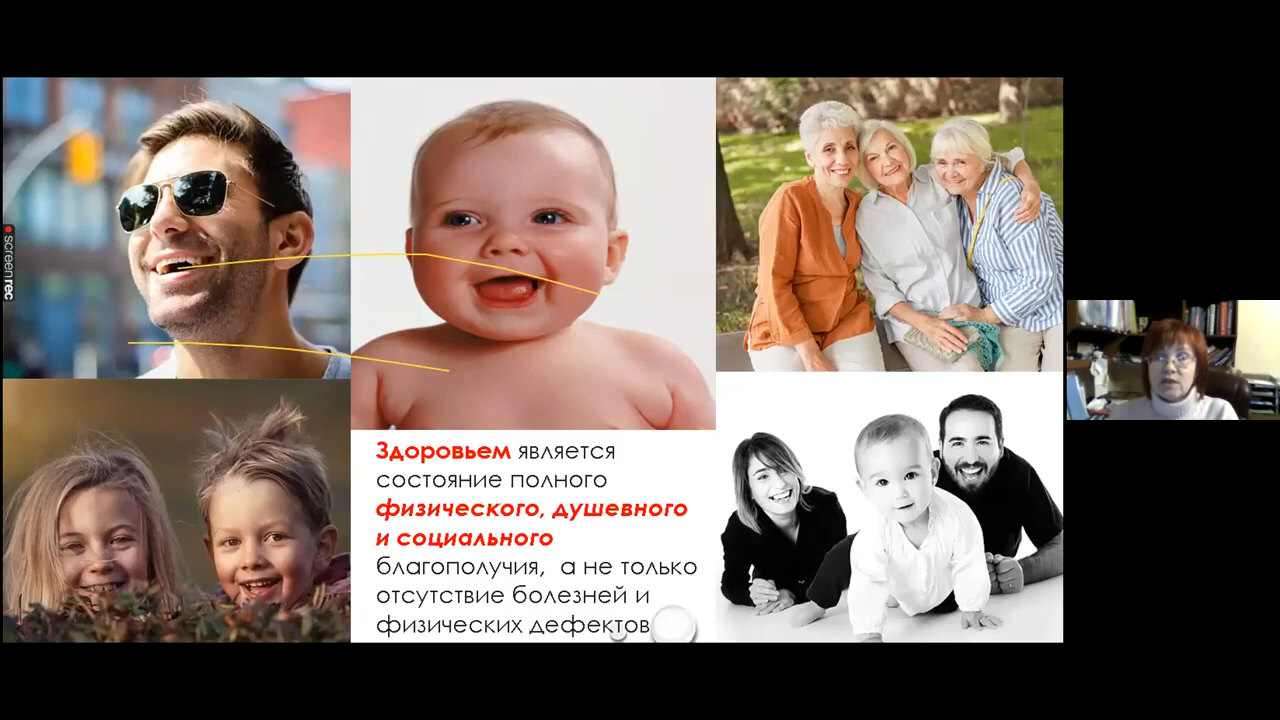 screenrec
Здоровьем является
состояние полного
физического, душевного
и социального
благополучия,  а не только
отсутствие болезней и
физических дефектов